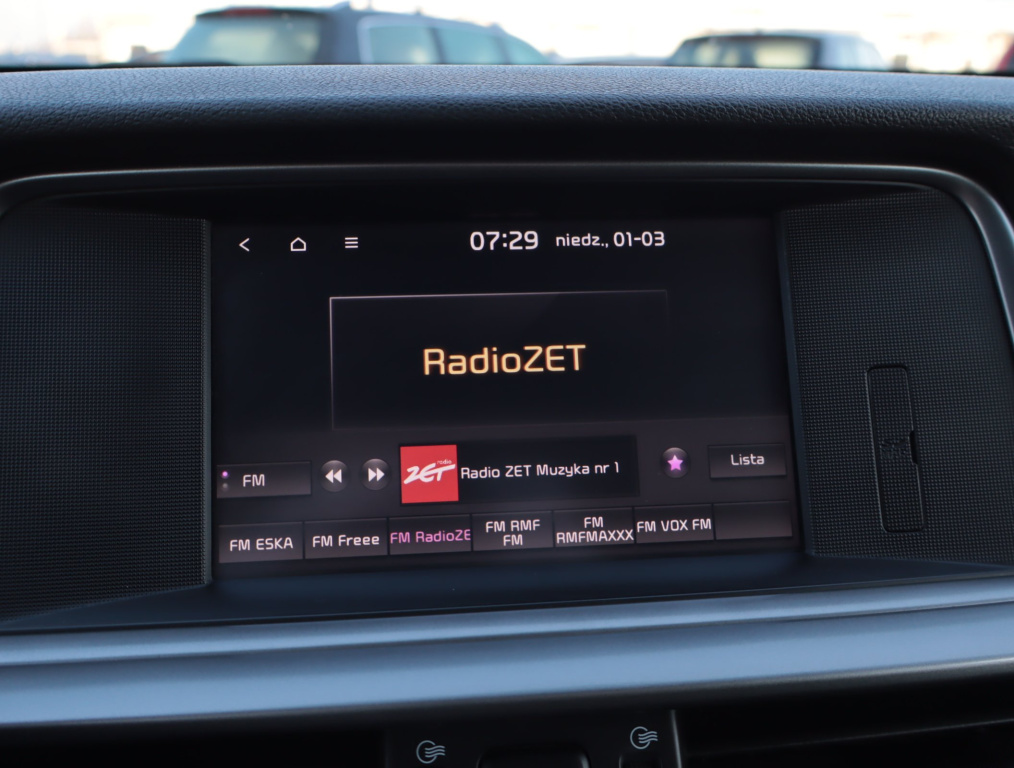 07:29 niedz., 01-03
RadioZET
FM
radio
ZET
Radio ZET Muzyka nr 1
Lista
FM ESKA
FM Freee
FM RadioZE
FM RMF
FM
FM
RMFMAXXX
FM VOX FM